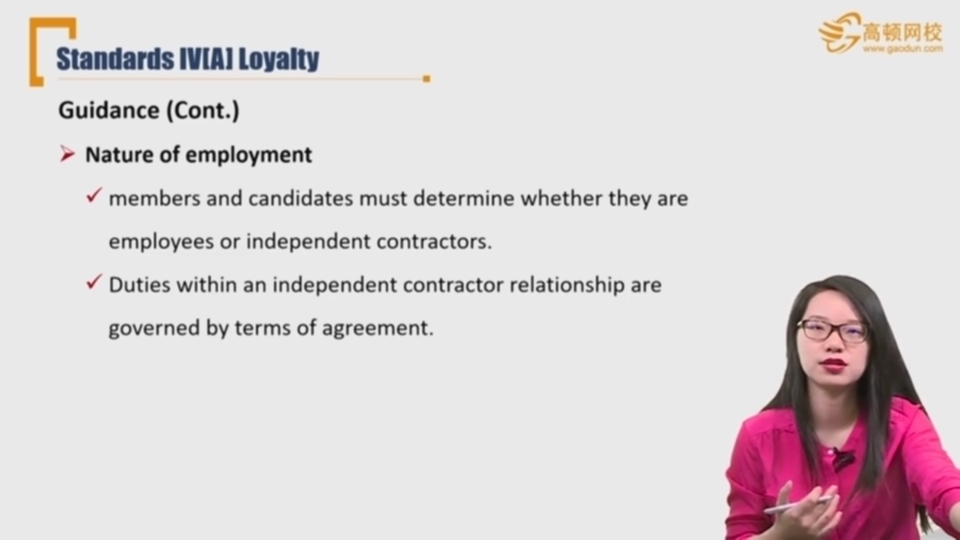 Standards IV[A] Loyalty
高顿网校
www.gaodun.com
Guidance (Cont.)
Nature of employment
members and candidates must determine whether they are
employees or independent contractors.
Duties within an independent contractor relationship are
governed by terms of agreement.